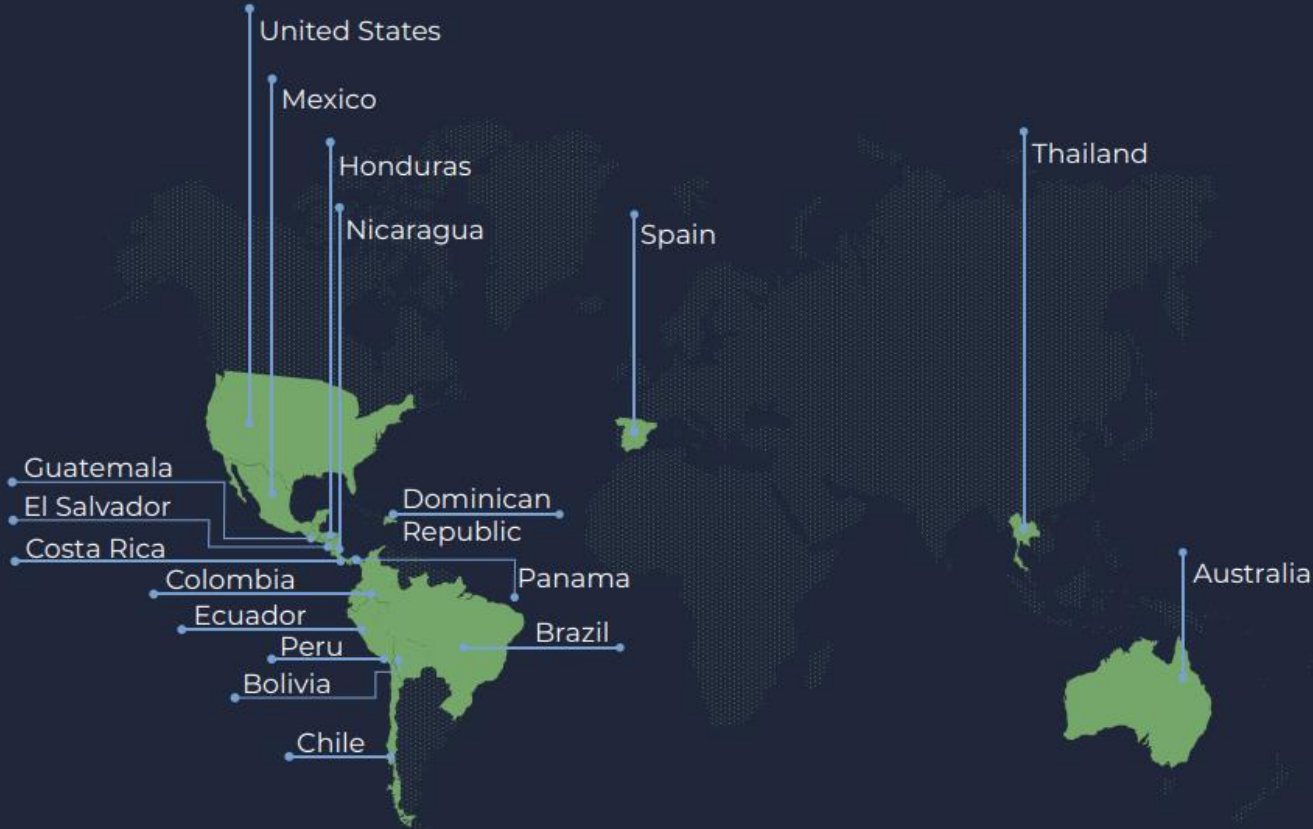 United States
Mexico
Honduras
Thailand
Nicaragua
Spain
Guatemala
El Salvador
Dominican
Republic
Costa Rica
Colombia
Panama
Australia
Ecuador
Brazil
Peru
Bolivia
Chile